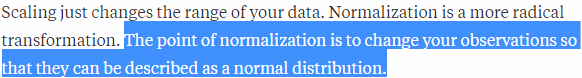 Scaling just changes the range of your data. Normalization is a more radical
transformation. The point of normalization is to change your observations so
that they can be described as a normal distribution.